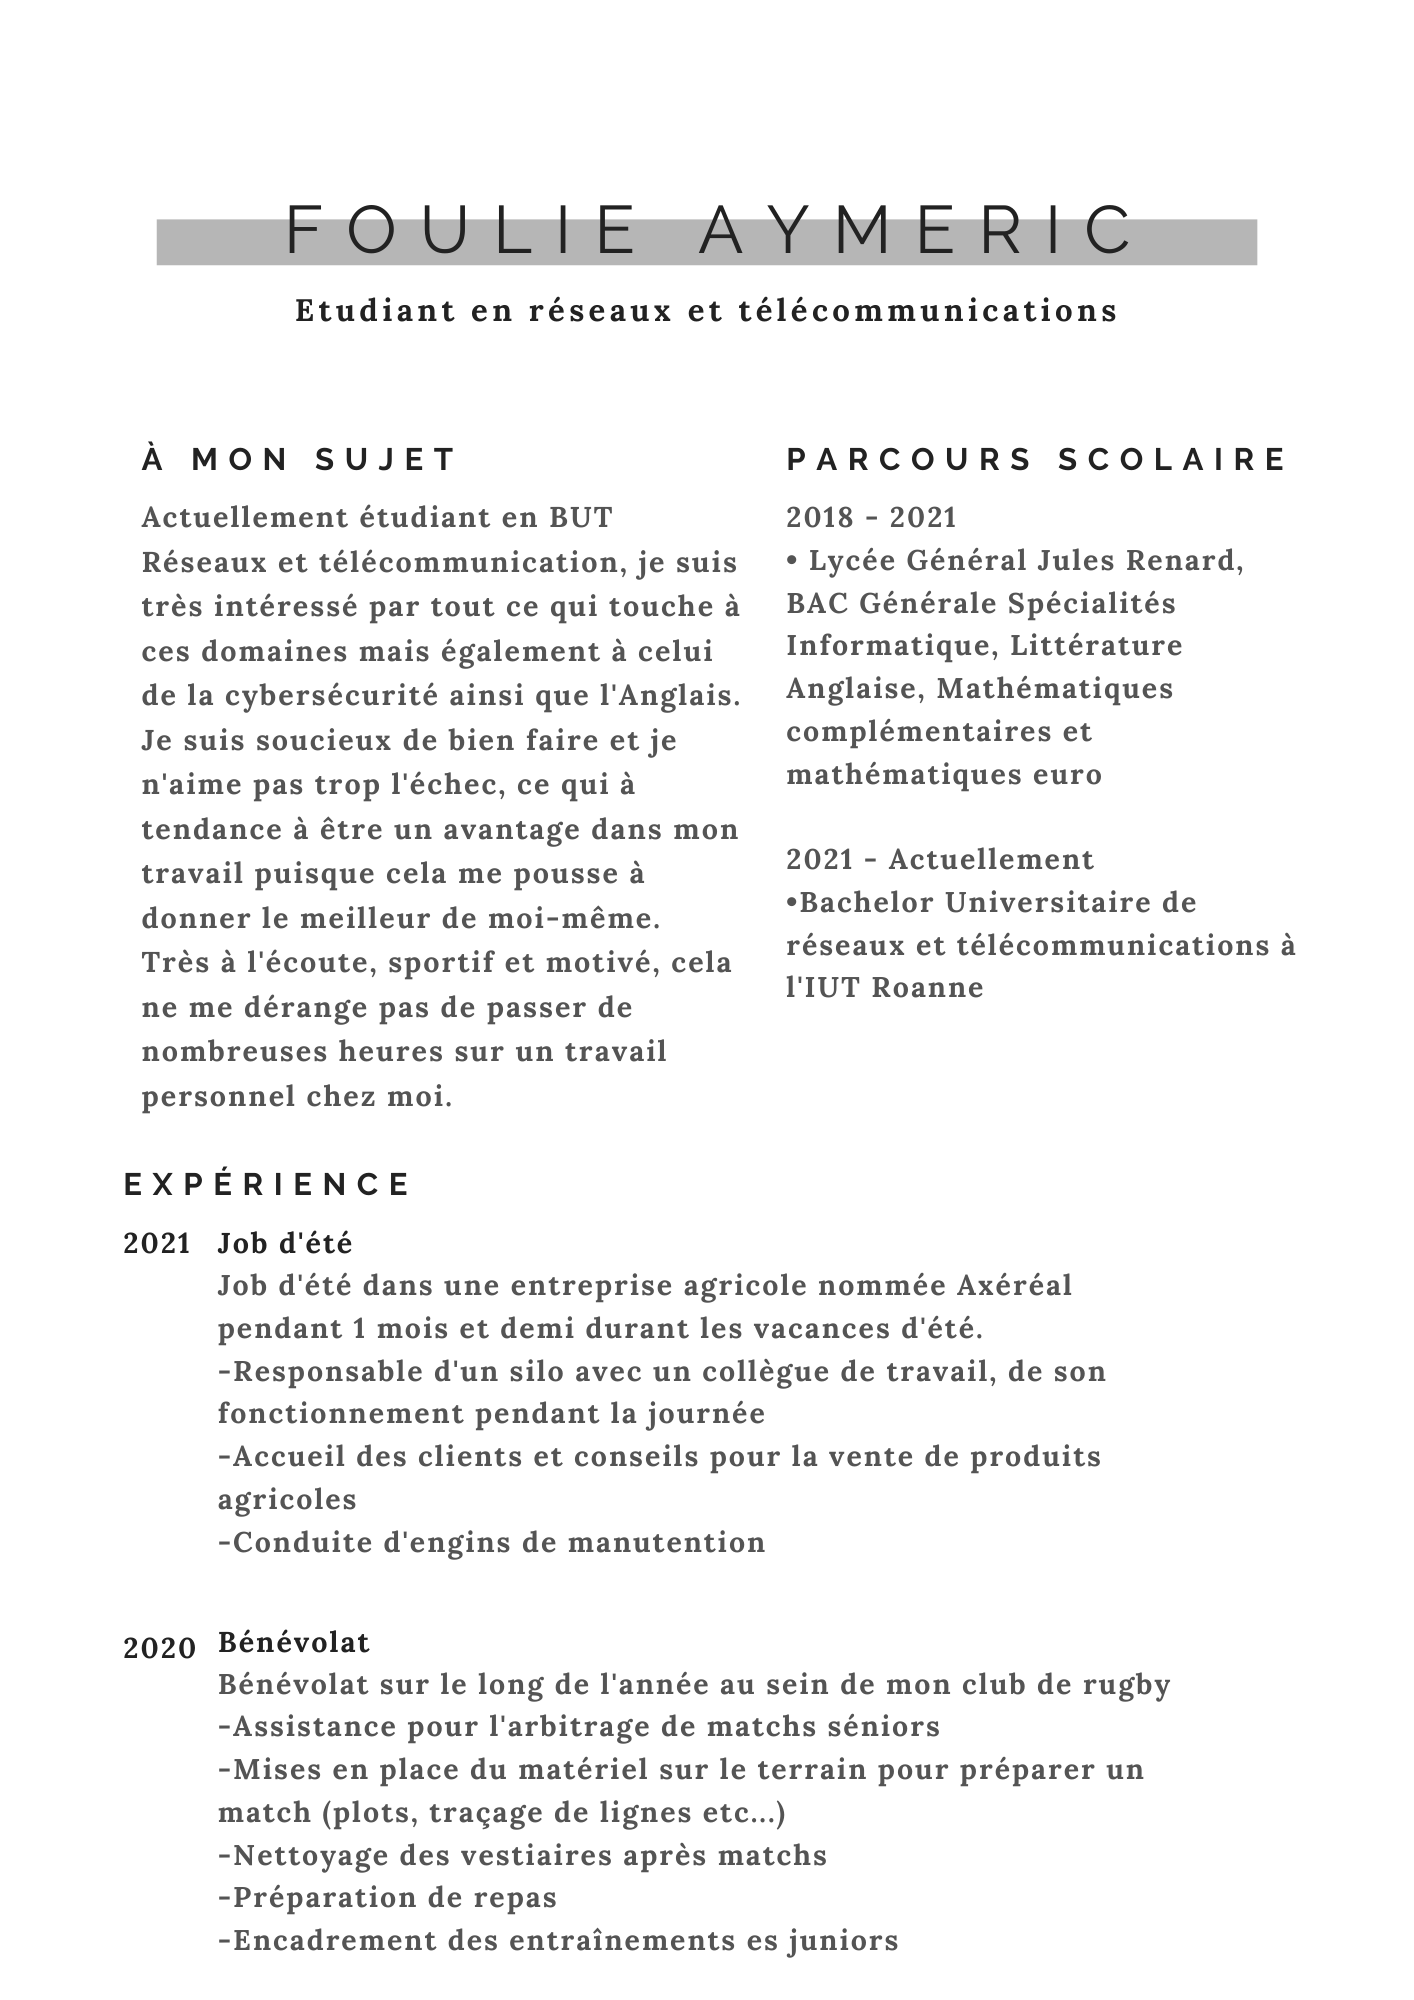 FOULIE AYMERIC
Etudiant en réseaux et télécommunications
À MON SUJET
Actuellement étudiant en BUT
Réseaux et télécommunication, je suis
très intéressé par tout ce qui touche à
ces domaines mais également à celui
de la cybersécurité ainsi que l'Anglais.
Je suis soucieux de bien faire et je
n'aime pas trop l'échec, ce qui à
tendance à être un avantage dans mon
travail puisque cela me pousse à
donner le meilleur de moi-même.
Très à l'écoute, sportif et motivé, cela
ne me dérange pas de passer de
nombreuses heures sur un travail
personnel chez moi.
PARCOURS SCOLAIRE
2018 - 2021
• Lycée Général Jules Renard,
BAC Générale Spécialités
Informatique, Littérature
Anglaise, Mathématiques
complémentaires et
mathématiques euro
2021 - Actuellement
•Bachelor Universitaire de
réseaux et télécommunications à
l'IUT Roanne
EXPÉRIENCE
2021 Job d'été
Job d'été dans une entreprise agricole nommée Axéréal
pendant 1 mois et demi durant les vacances d'été.
-Responsable d'un silo avec un collègue de travail, de son
fonctionnement pendant la journée
-Accueil des clients et conseils pour la vente de produits
agricoles
-Conduite d'engins de manutention
2020 Bénévolat
Bénévolat sur le long de l'année au sein de mon club de rugby
-Assistance pour l'arbitrage de matchs séniors
-Mises en place du matériel sur le terrain pour préparer un
match (plots, traçage de lignes etc...)
-Nettoyage des vestiaires après matchs
-Préparation de repas
-Encadrement des entraînements es juniors